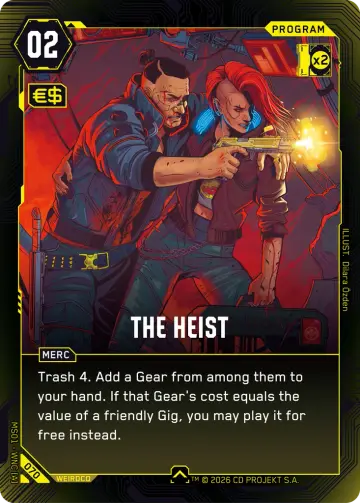 PROGRAM
02
x2
€$
ILLUST. Dilara Özden
THE HEIST
MERC
Trash 4. Add a Gear from among them to
your hand. If that Gear's cost equals the
value of a friendly Gig, you may play it for
free instead.
070
WEIRDCO
™ © 2026 CD PROJEKT S.A.